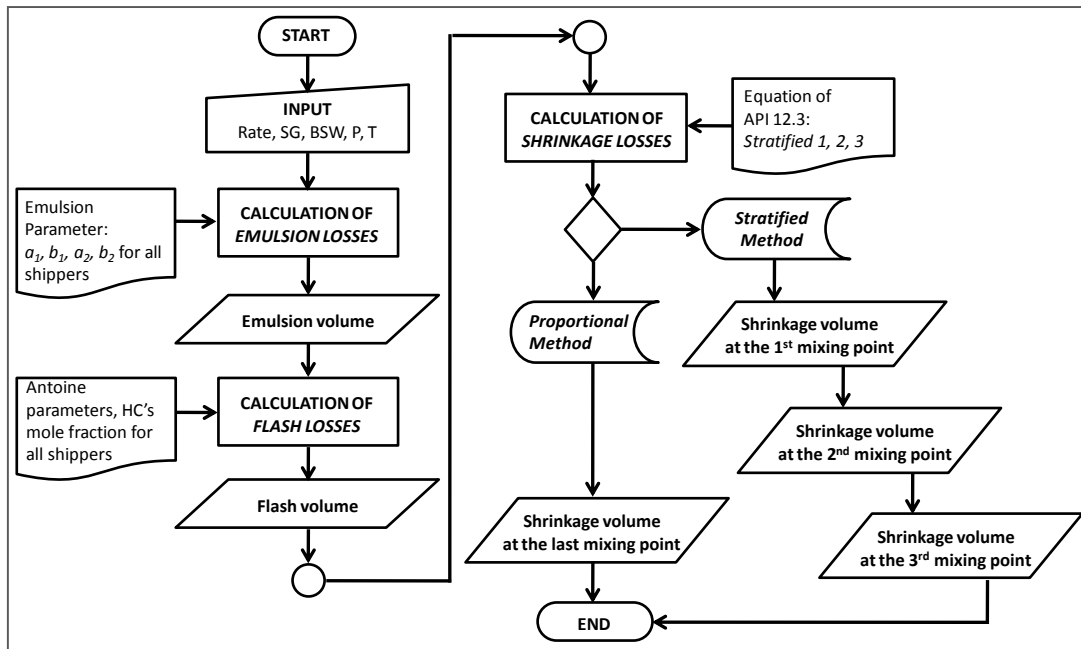 START
INPUT
Rate, SG, BSW, P, T
Emulsion
Parameter:
a₁, b₁, a₂, b₂ for all
shippers
CALCULATION OF
EMULSION LOSSES
Emulsion volume
Antoine
parameters, HC’s
mole fraction for
all shippers
CALCULATION OF
FLASH LOSSES
Flash volume
CALCULATION OF
SHRINKAGE LOSSES
Equation of
API 12.3:
Stratified 1, 2, 3
Stratified
Method
Proportional
Method
Shrinkage volume
at the 1st mixing point
Shrinkage volume
at the 2nd mixing point
Shrinkage volume
at the last mixing point
Shrinkage volume
at the 3rd mixing point
END